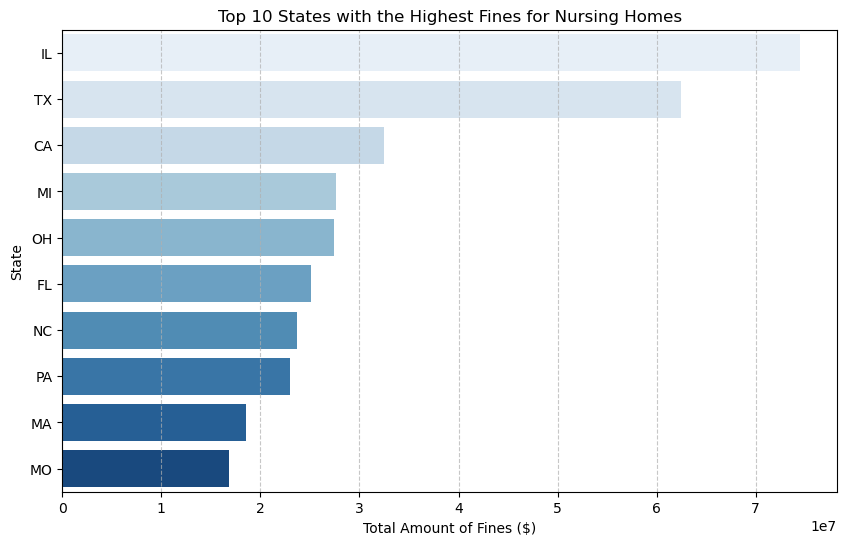 Top 10 States with the Highest Fines for Nursing Homes
State
IL
TX
CA
MI
OH
FL
NC
PA
MA
MO
0 1 2 3 4 5 6 7
1e7
Total Amount of Fines ($)